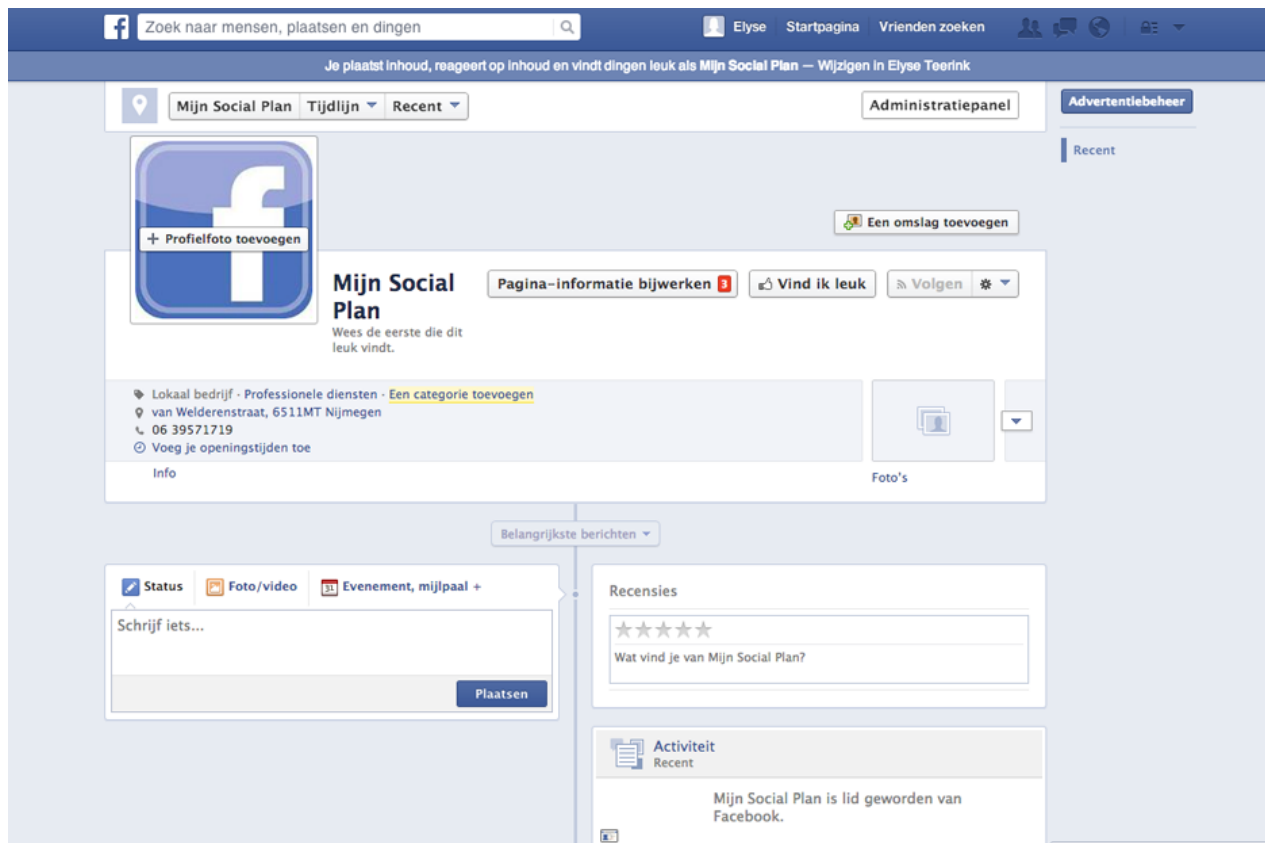 Zoek naar mensen, plaatsen en dingen
Elyse Startpagina Vrienden zoeken
Je plaatst inhoud, reageert op inhoud en vindt dingen leuk als Mijn Social Plan — Wijzigen in Elyse Teerink
Mijn Social Plan Tijdlijn Recent
Administratiepanel
Advertentiebeheer
Recent
+ Profielfoto toevoegen
Een omslag toevoegen
Mijn Social
Plan
Wees de eerste die dit
leuk vindt.
Pagina-informatie bijwerken 3
Vind ik leuk
Volgen
Lokaal bedrijf · Professionele diensten · Een categorie toevoegen
van Welderenstraat, 6511MT Nijmegen
06 39571719
Voeg je openingstijden toe
Info
Foto's
Belangrijkste berichten
Status Foto/video 31 Evenement, mijlpaal +
Schrijf iets...
Plaatsen
Recensies
Wat vind je van Mijn Social Plan?
Activiteit
Recent
Mijn Social Plan is lid geworden van
Facebook.